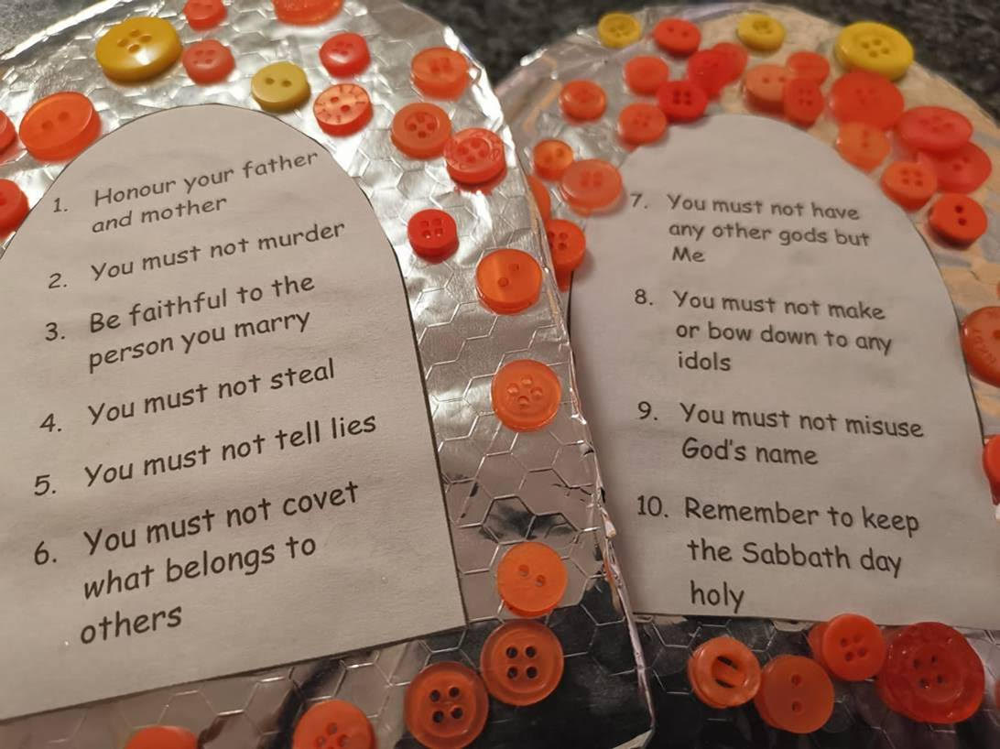 1. Honour your father
and mother
2. You must not murder
3. Be faithful to the
person you marry
4. You must not steal
5. You must not tell lies
6. You must not covet
what belongs to
others
7. You must not have
any other gods but
Me
8. You must not make
or bow down to any
idols
9. You must not misuse
God's name
10. Remember to keep
the Sabbath day
holy